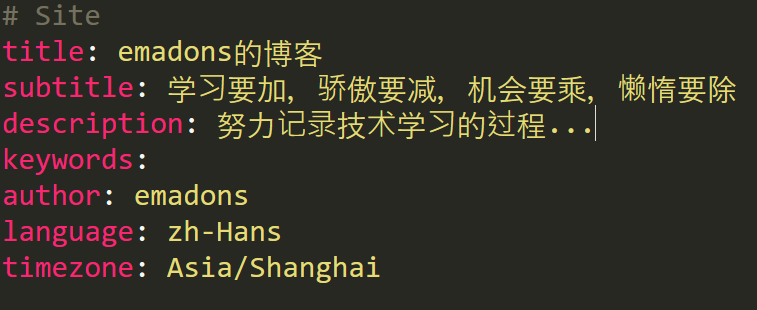 # Site
title: emadons的博客
subtitle: 学习要加, 骄傲要减, 机会要乘, 懒惰要除
description: 努力记录技术学习的过程...
keywords:
author: emadons
language: zh-Hans
timezone: Asia/Shanghai